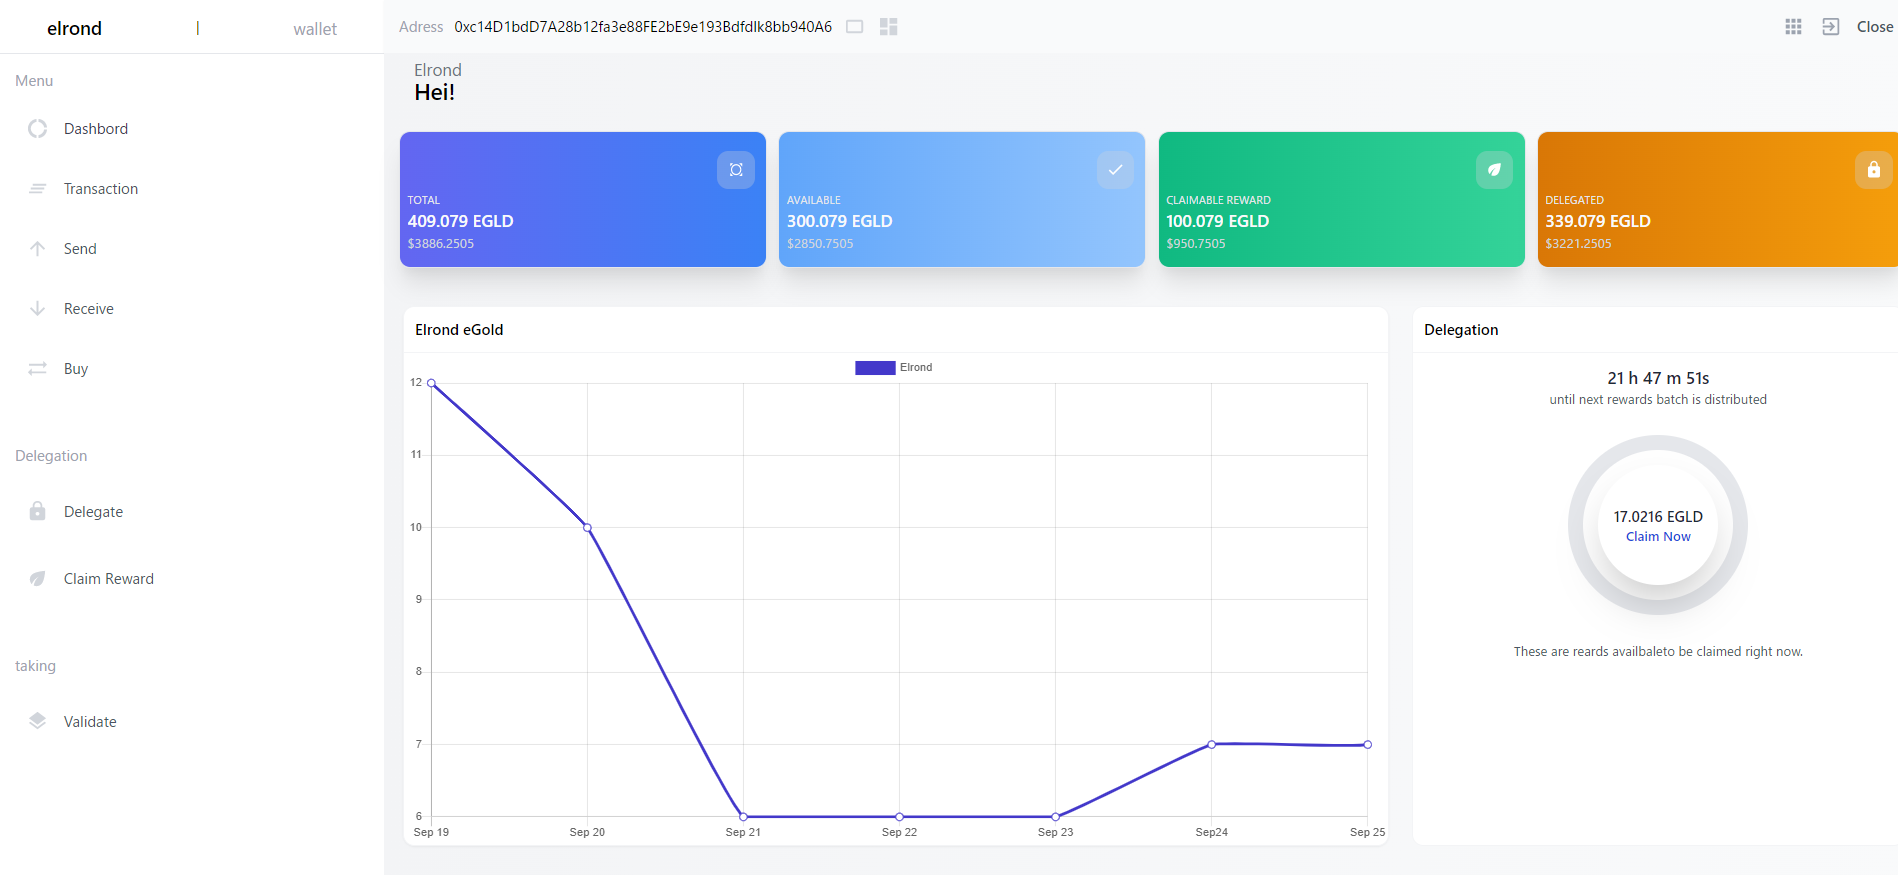 elrond | wallet
Adress 0xc14D1bdD7A28b12fa3e88FE2bE9e193Bdfdlk8bb940A6
Close
Menu
Dashbord
Transaction
Send
Receive
Buy
Delegation
Delegate
Claim Reward
taking
Validate
Elrond
Hei!
TOTAL
409.079 EGLD
$3886.2505
AVAILABLE
300.079 EGLD
$2850.7505
CLAIMABLE REWARD
100.079 EGLD
$950.7505
DELEGATED
339.079 EGLD
$3221.2505
Elrond eGold
Elrond
12
11
10
9
8
7
6
Sep 19
Sep 20
Sep 21
Sep 22
Sep 23
Sep24
Sep 25
Delegation
21 h 47 m 51s
until next rewards batch is distributed
17.0216 EGLD
Claim Now
These are reards availbaleto be claimed right now.